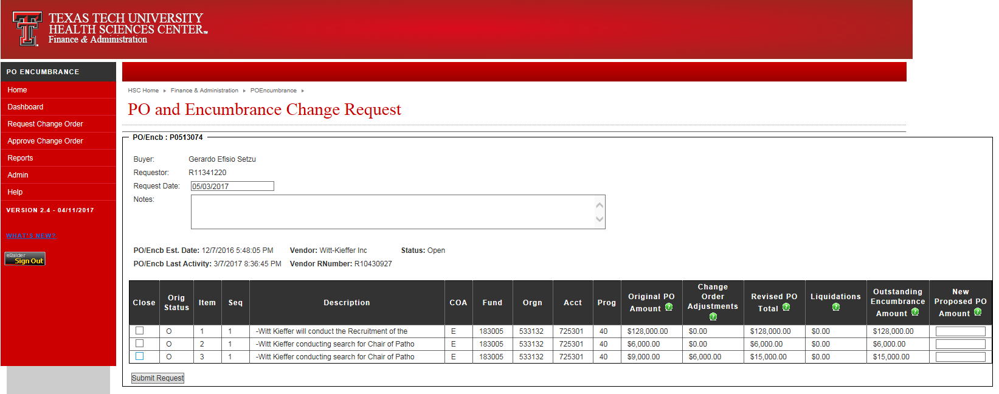 TEXAS TECH UNIVERSITY
HEALTH SCIENCES CENTER™
Finance & Administration
PO ENCUMBRANCE
Home
Dashboard
Request Change Order
Approve Change Order
Reports
Admin
Help
VERSION 2.4 - 04/11/2017
WHAT'S NEW?
eRaider
Sign Out
HSC Home Finance & Administration POEncumbrance
PO and Encumbrance Change Request
PO/Encb : P0513074
Buyer: Gerardo Efisio Setzu
Requestor: R11341220
Request Date: 05/03/2017
Notes:
PO/Encb Est. Date: 12/7/2016 5:48:05 PM Vendor: Witt-Kieffer Inc Status: Open
PO/Encb Last Activity: 3/7/2017 8:36:45 PM Vendor RNumber: R10430927
Close Orig Status Item Seq Description COA Fund Orgn Acct Prog Original PO Amount ? Change Order Adjustments ? Revised PO Total ? Liquidations ? Outstanding Encumbrance Amount ? New Proposed PO Amount ?
O 1 1 -Witt Kieffer will conduct the Recruitment of the E 183005 533132 725301 40 $128,000.00 $0.00 $128,000.00 $0.00 $128,000.00
O 2 1 -Witt Kieffer conducting search for Chair of Patho E 183005 533132 725301 40 $6,000.00 $0.00 $6,000.00 $0.00 $6,000.00
O 3 1 -Witt Kieffer conducting search for Chair of Patho E 183005 533132 725301 40 $9,000.00 $6,000.00 $15,000.00 $0.00 $15,000.00
Submit Request